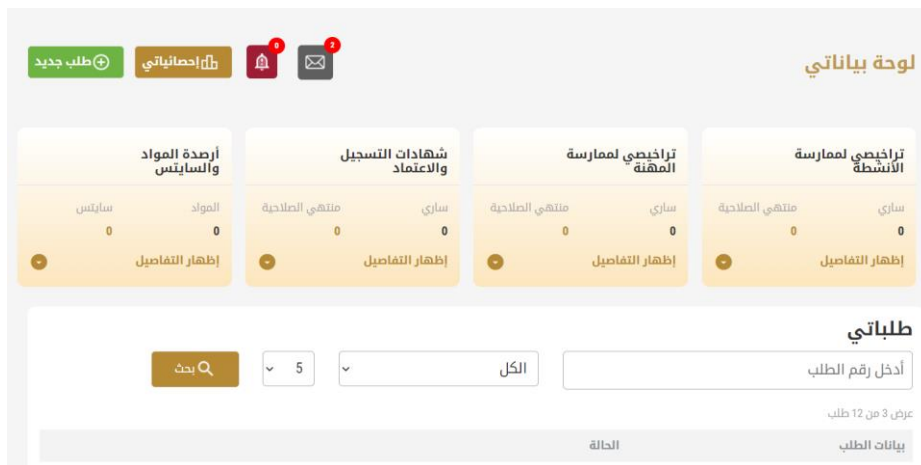 لوحة بياناتي
2
0
إحصائياتي
طلب جديد
تراخيصي لممارسة
الأنشطة
ساري
منتهي الصلاحية
0
0
إظهار التفاصيل
تراخيصي لممارسة
المهنة
ساري
منتهي الصلاحية
0
0
إظهار التفاصيل
شهادات التسجيل
والاعتماد
ساري
منتهي الصلاحية
0
0
إظهار التفاصيل
أرصدة المواد
والسايتس
المواد
سايتس
0
0
إظهار التفاصيل
طلباتي
أدخل رقم الطلب
الكل
5
بحث
عرض 3 من 12 طلب
بيانات الطلب
الحالة